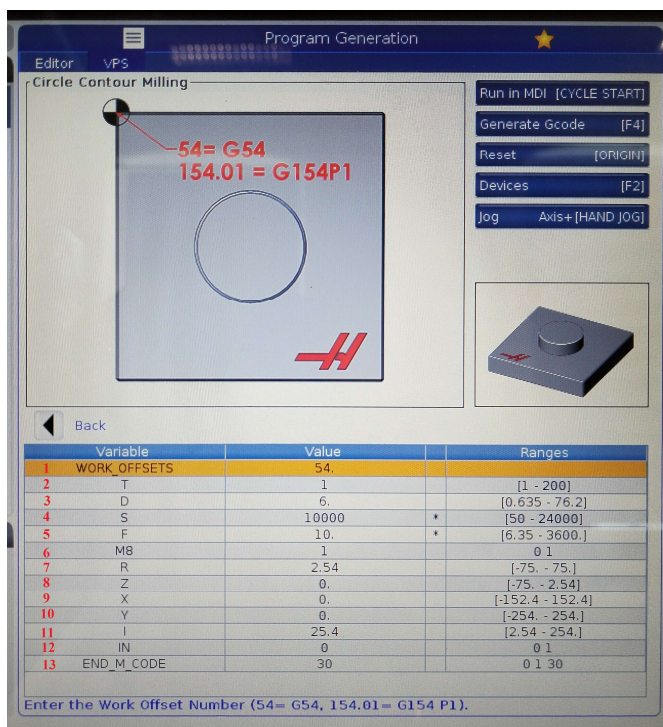 Program Generation
Editor VPS
Circle Contour Milling
54= G54
154.01 = G154P1
Run in MDI [CYCLE START]
Generate Gcode [F4]
Reset [ORIGIN]
Devices [F2]
Jog Axis+[HAND JOG]
Back
Variable Value Ranges
1 WORK_OFFSETS 54.
2 T 1 [1 - 200]
3 D 6. [0.635 - 76.2]
4 S 10000 * [50 - 24000]
5 F 10. * [6.35 - 3600.]
6 M8 1 0 1
7 R 2.54 [-75. - 75.]
8 Z 0. [-75. - 2.54]
9 X 0. [-152.4 - 152.4]
10 Y 0. [-254. - 254.]
11 I 25.4 [2.54 - 254.]
12 IN 0 0 1
13 END_M_CODE 30 0 1 30
Enter the Work Offset Number (54= G54, 154.01= G154 P1).